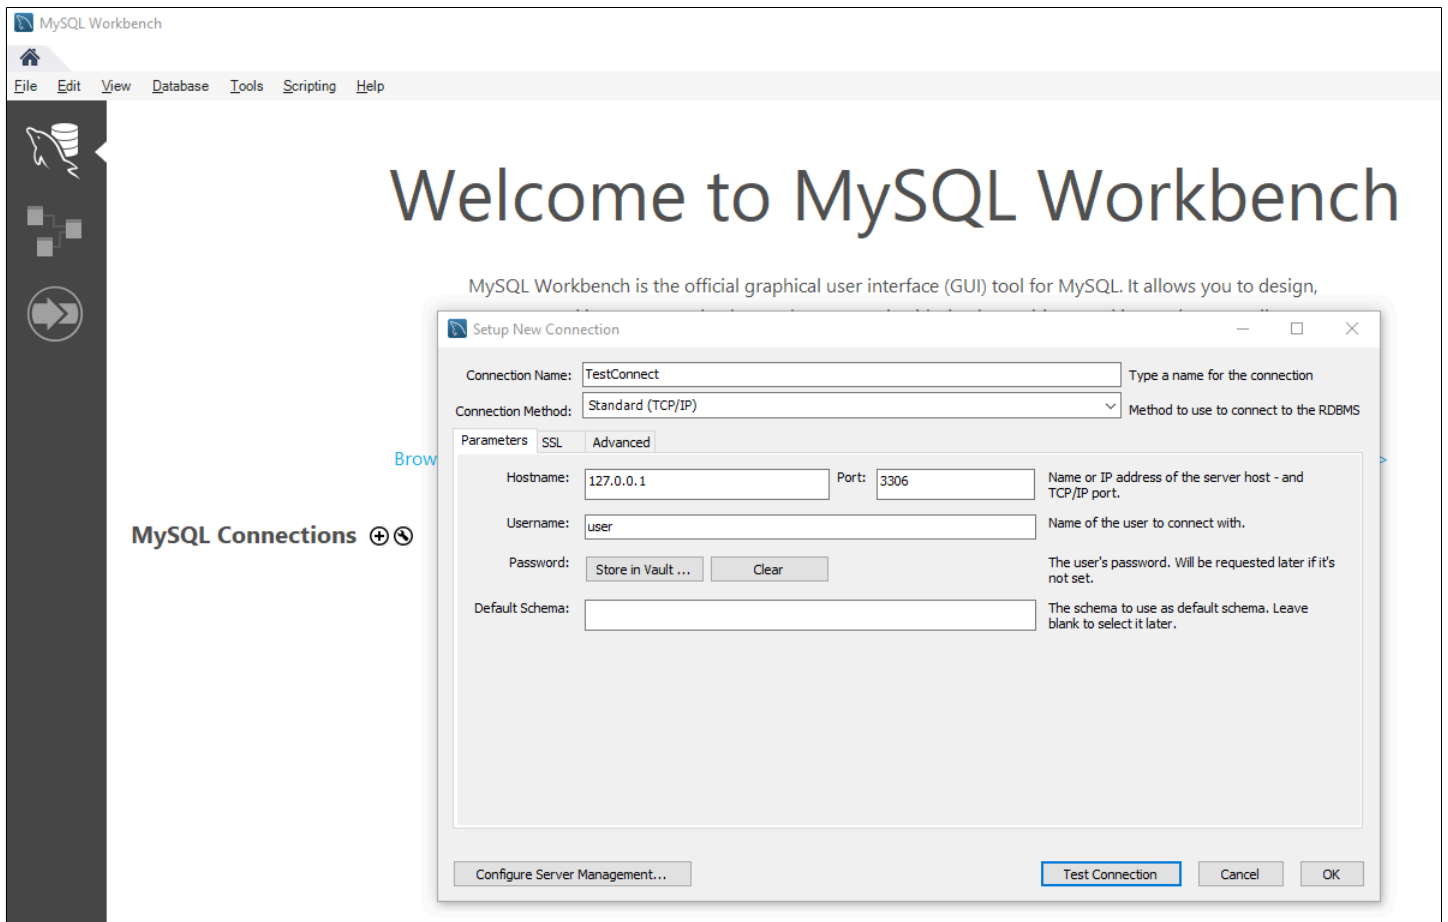 MySQL Workbench
File Edit View Database Tools Scripting Help
Welcome to MySQL Workbench
MySQL Workbench is the official graphical user interface (GUI) tool for MySQL. It allows you to design,
Setup New Connection
Connection Name: TestConnect Type a name for the connection
Connection Method: Standard (TCP/IP) Method to use to connect to the RDBMS
Parameters SSL Advanced
Brow
>
Hostname: 127.0.0.1 Port: 3306 Name or IP address of the server host - and
TCP/IP port.
MySQL Connections
Username: user Name of the user to connect with.
Password: Store in Vault ... Clear The user's password. Will be requested later if it's
not set.
Default Schema: The schema to use as default schema. Leave
blank to select it later.
Configure Server Management... Test Connection Cancel OK